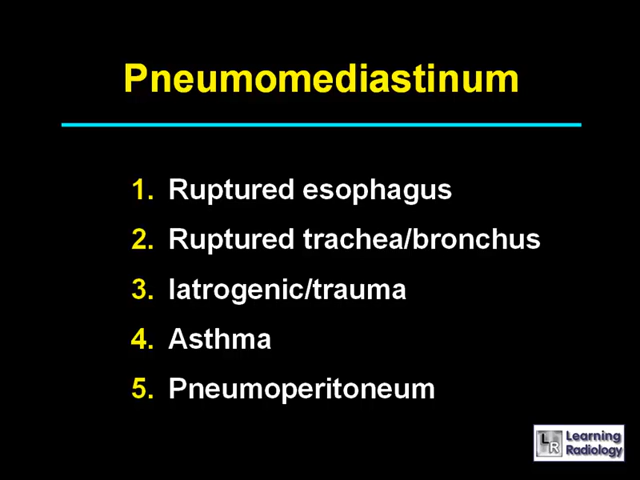 Pneumomediastinum
1. Ruptured esophagus
2. Ruptured trachea/bronchus
3. Iatrogenic/trauma
4. Asthma
5. Pneumoperitoneum
LR Learning
Radiology